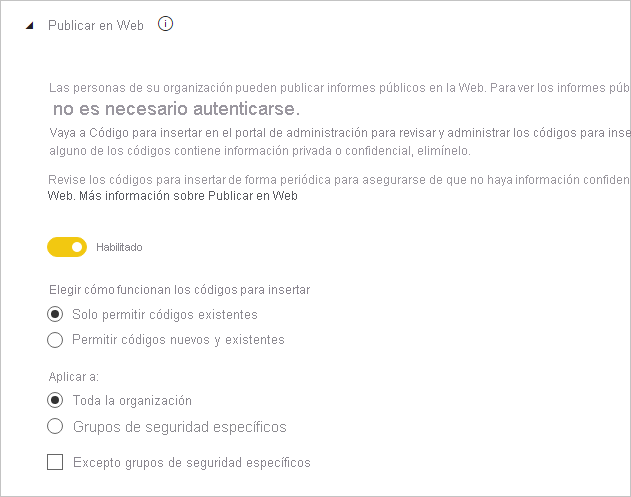 Publicar en Web
Las personas de su organización pueden publicar informes públicos en la Web. Para ver los informes púb
no es necesario autenticarse.
Vaya a Código para insertar en el portal de administración para revisar y administrar los códigos para inse
alguno de los códigos contiene información privada o confidencial, elimínelo.
Revise los códigos para insertar de forma periódica para asegurarse de que no haya información confiden
Web. Más información sobre Publicar en Web
Habilitado
Elegir cómo funcionan los códigos para insertar
Solo permitir códigos existentes
Permitir códigos nuevos y existentes
Aplicar a:
Toda la organización
Grupos de seguridad específicos
Excepto grupos de seguridad específicos